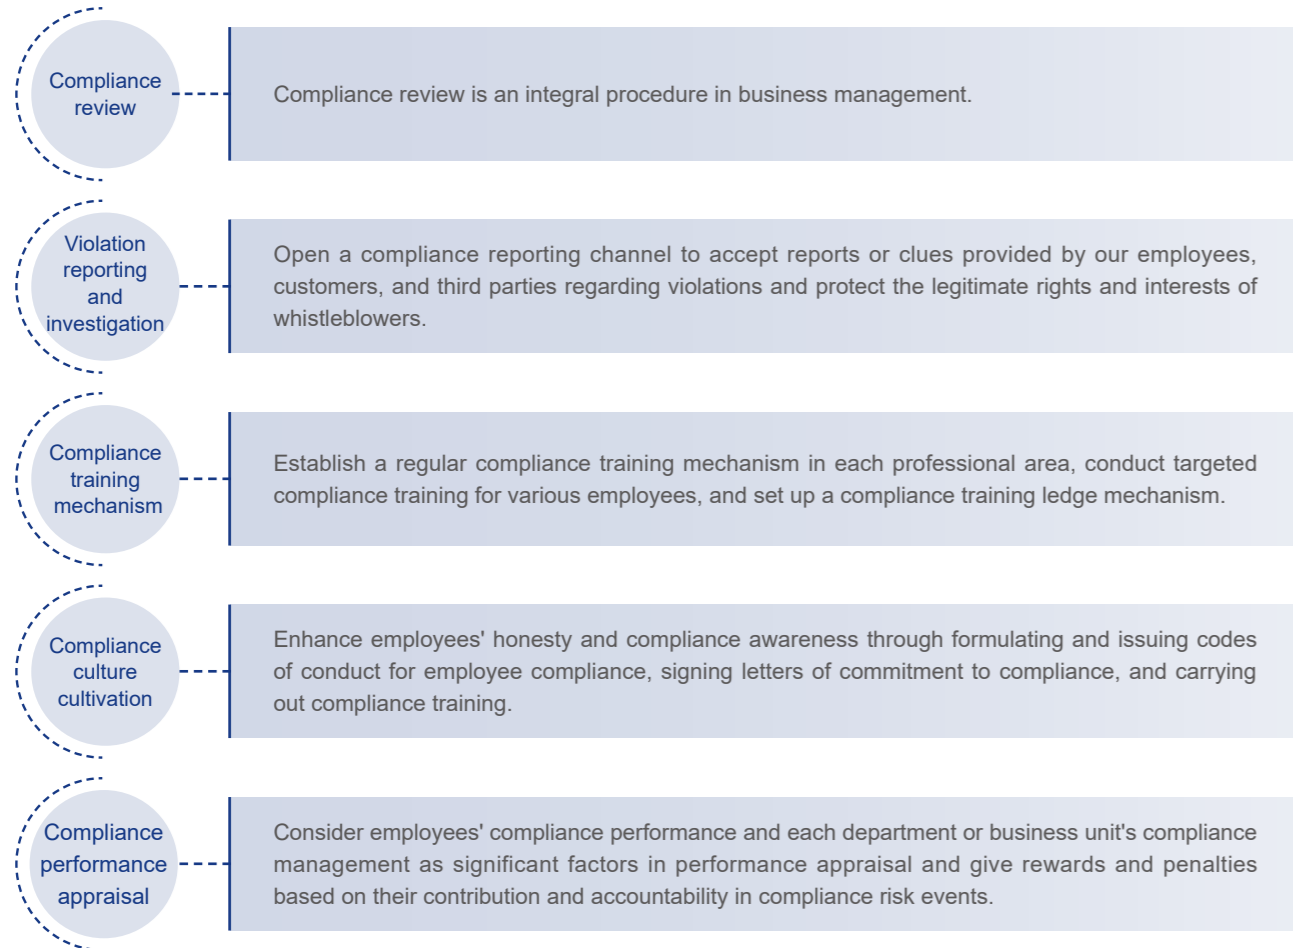 Compliance
review
Compliance review is an integral procedure in business management.
Violation
reporting
and
investigation
Open a compliance reporting channel to accept reports or clues provided by our employees,
customers, and third parties regarding violations and protect the legitimate rights and interests of
whistleblowers.
Compliance
training
mechanism
Establish a regular compliance training mechanism in each professional area, conduct targeted
compliance training for various employees, and set up a compliance training ledge mechanism.
Compliance
culture
cultivation
Enhance employees' honesty and compliance awareness through formulating and issuing codes
of conduct for employee compliance, signing letters of commitment to compliance, and carrying
out compliance training.
Compliance
performance
appraisal
Consider employees' compliance performance and each department or business unit's compliance
management as significant factors in performance appraisal and give rewards and penalties
based on their contribution and accountability in compliance risk events.